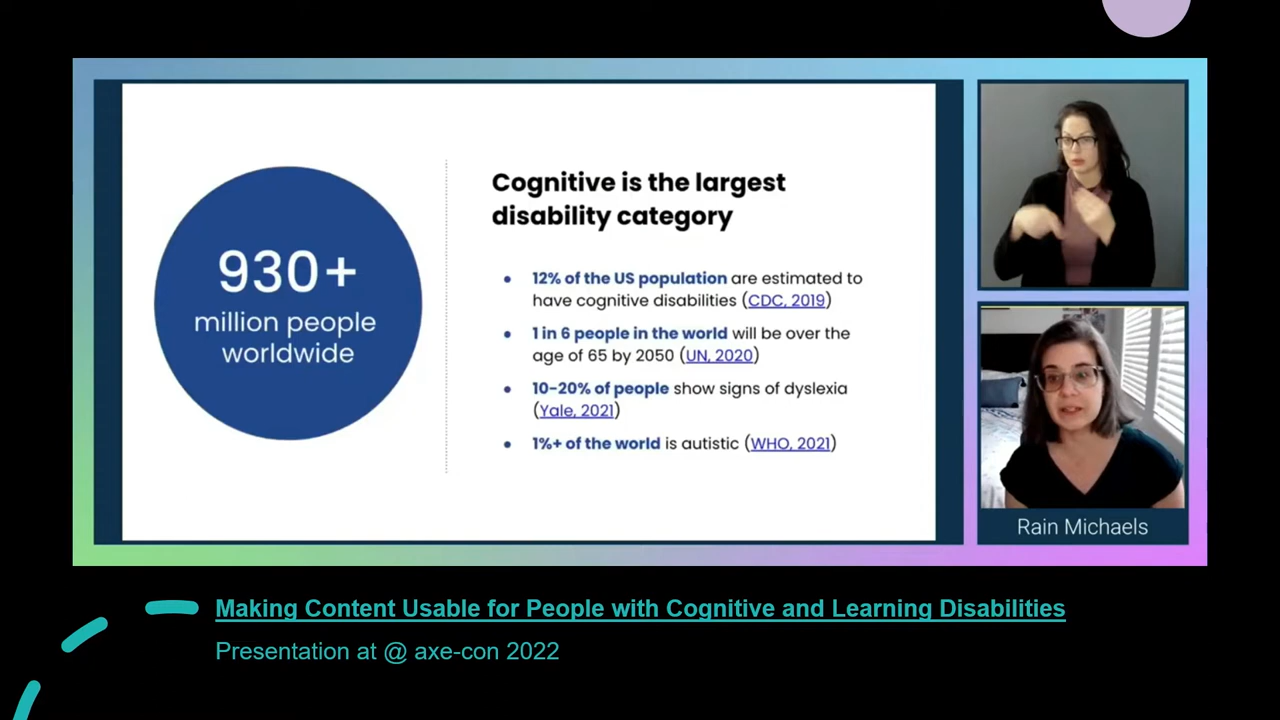 930+
million people
worldwide
Cognitive is the largest
disability category
• 12% of the US population are estimated to
have cognitive disabilities (CDC, 2019)
• 1 in 6 people in the world will be over the
age of 65 by 2050 (UN, 2020)
• 10-20% of people show signs of dyslexia
(Yale, 2021)
• 1%+ of the world is autistic (WHO, 2021)
Rain Michaels
Making Content Usable for People with Cognitive and Learning Disabilities
Presentation at @ axe-con 2022